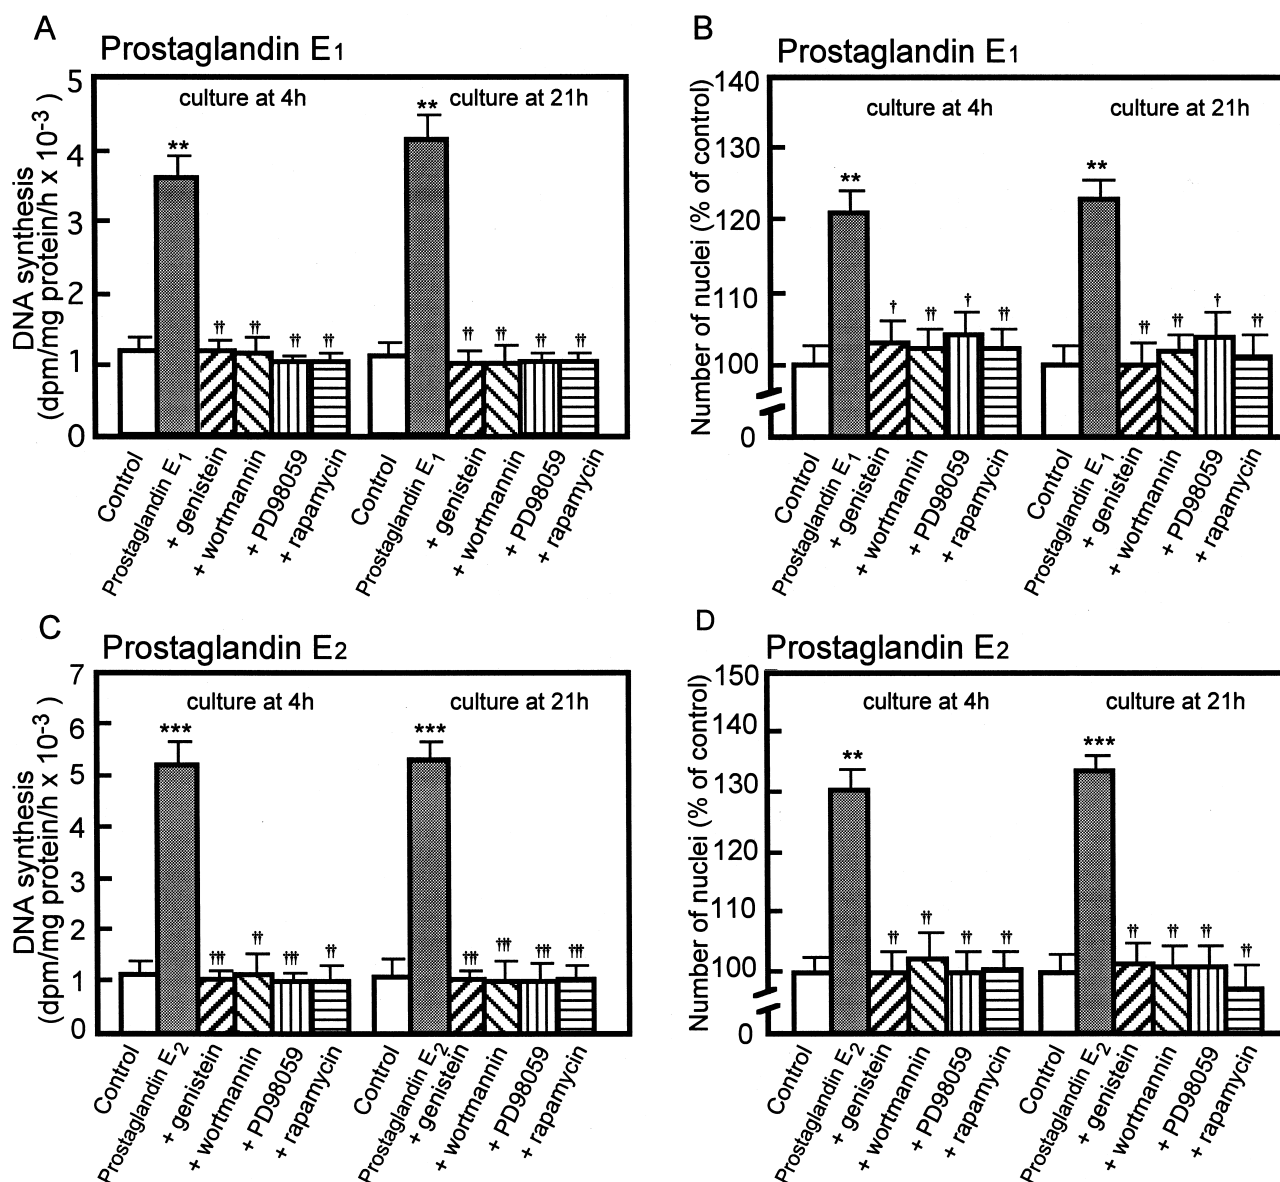 A
Prostaglandin E1
DNA synthesis
(dpm/mg protein/h x 10-3 )
5
4
3
2
1
0
culture at 4h
culture at 21h
**
**
†† †† †† ††
†† †† †† ††
Control
Prostaglandin E1
+ genistein
+ wortmannin
+ PD98059
+ rapamycin
Control
Prostaglandin E1
+ genistein
+ wortmannin
+ PD98059
+ rapamycin
B
Prostaglandin E1
Number of nuclei (% of control)
140
130
120
110
100
0
culture at 4h
culture at 21h
**
**
† †† † ††
†† †† † ††
Control
Prostaglandin E1
+ genistein
+ wortmannin
+ PD98059
+ rapamycin
Control
Prostaglandin E1
+ genistein
+ wortmannin
+ PD98059
+ rapamycin
C
Prostaglandin E2
DNA synthesis
(dpm/mg protein/h x 10-3 )
7
6
5
4
3
2
1
0
culture at 4h
culture at 21h
***
***
††† †† ††† ††
††† ††† ††† †††
Control
Prostaglandin E2
+ genistein
+ wortmannin
+ PD98059
+ rapamycin
Control
Prostaglandin E2
+ genistein
+ wortmannin
+ PD98059
+ rapamycin
D
Prostaglandin E2
Number of nuclei (% of control)
150
140
130
120
110
100
0
culture at 4h
culture at 21h
**
***
†† †† †† ††
†† †† †† ††
Control
Prostaglandin E2
+ genistein
+ wortmannin
+ PD98059
+ rapamycin
Control
Prostaglandin E2
+ genistein
+ wortmannin
+ PD98059
+ rapamycin